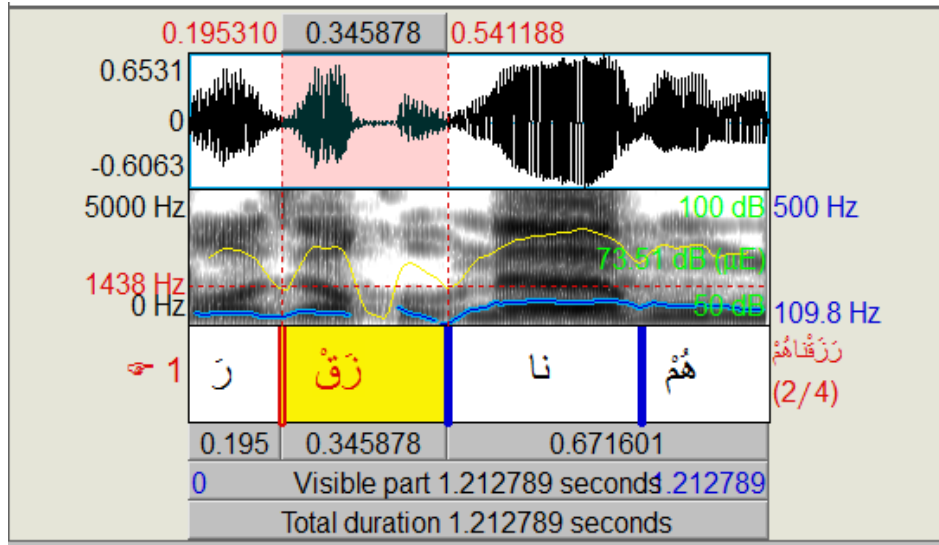 0.195310 0.345878 0.541188
0.6531
0
-0.6063
5000 Hz 100 dB 500 Hz
73.51 dB (µE)
1438 Hz
0 Hz 50 dB 109.8 Hz
☞ 1 رَ زَقْ نا هُمْ رَزَقْنَاهُمْ
(2/4)
0.195 0.345878 0.671601
0 Visible part 1.212789 seconds 1.212789
Total duration 1.212789 seconds